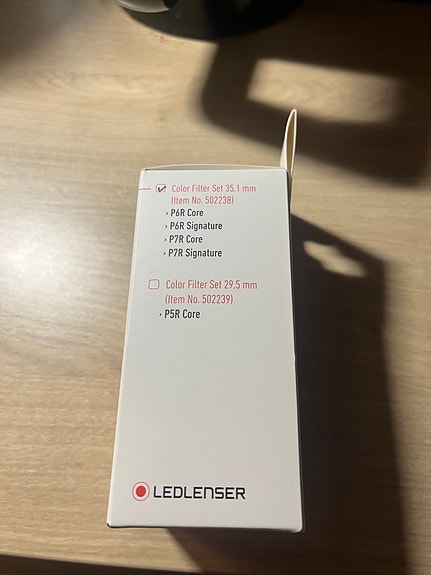 Color Filter Set 35.1 mm
(Item No. 502238)
› P6R Core
› P6R Signature
› P7R Core
› P7R Signature
Color Filter Set 29.5 mm
(Item No. 502239)
› P5R Core
LEDLENSER